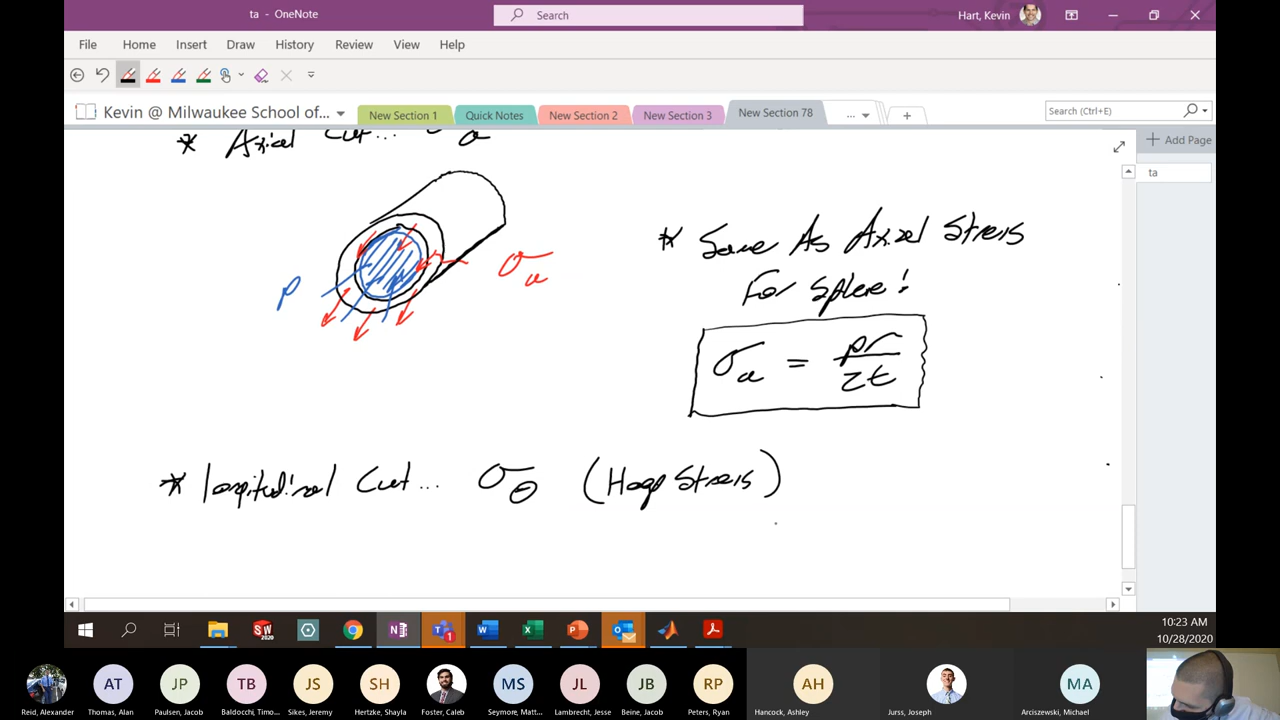 ta - OneNote
Search
Hart, Kevin
File Home Insert Draw History Review View Help
Kevin @ Milwaukee School of...
New Section 1
Quick Notes
New Section 2
New Section 3
New Section 78
...
+
Search (Ctrl+E)
+ Add Page
ta
* Axial Cut... σa
P
σa
* Same As Axial Stress
For Sphere!
σa = pr/2t
* Longitudinal Cut... σθ (Hoop Stress)
SW 2020
1
10:23 AM
10/28/2020
AT JP TB JS SH MS JL JB RP AH MA
Reid, Alexander
Thomas, Alan
Paulsen, Jacob
Baldocchi, Timo...
Sikes, Jeremy
Hertzke, Shayla
Foster, Caleb
Seymore, Matt...
Lambrecht, Jesse
Beine, Jacob
Peters, Ryan
Hancock, Ashley
Jurss, Joseph
Arciszewski, Michael